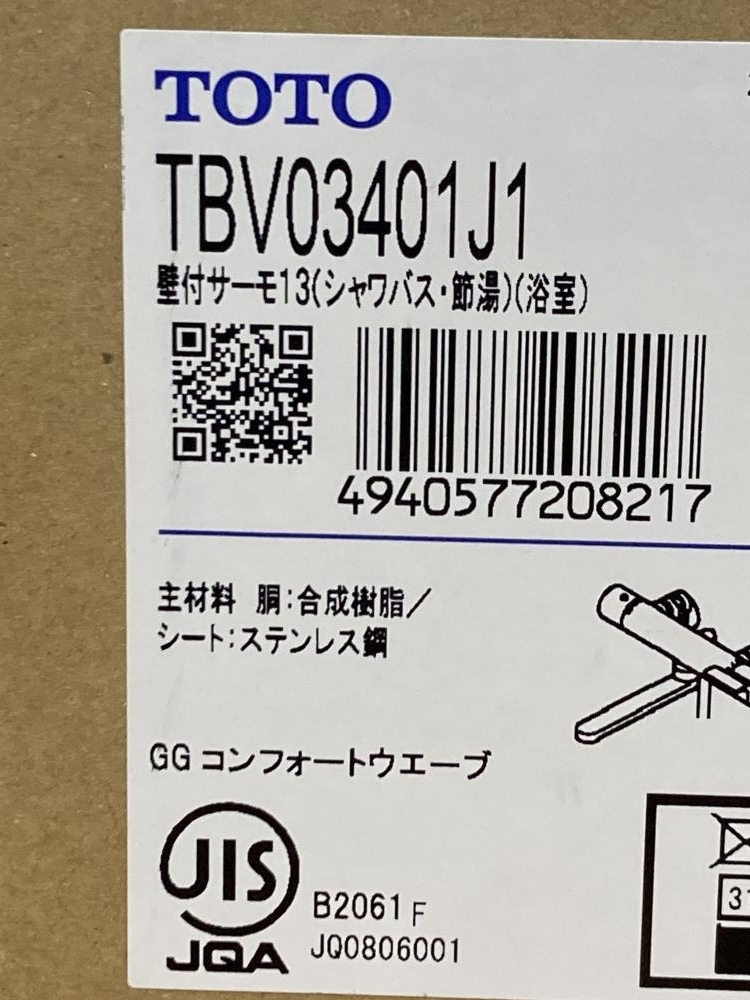 TOTO
TBV03401J1
壁付サーモ13(シャワバス・節湯)(浴室)
4940577208217
主材料 胴:合成樹脂/
シート:ステンレス鋼
GG コンフォートウエーブ
JIS
B2061 F
JQA
JQ0806001